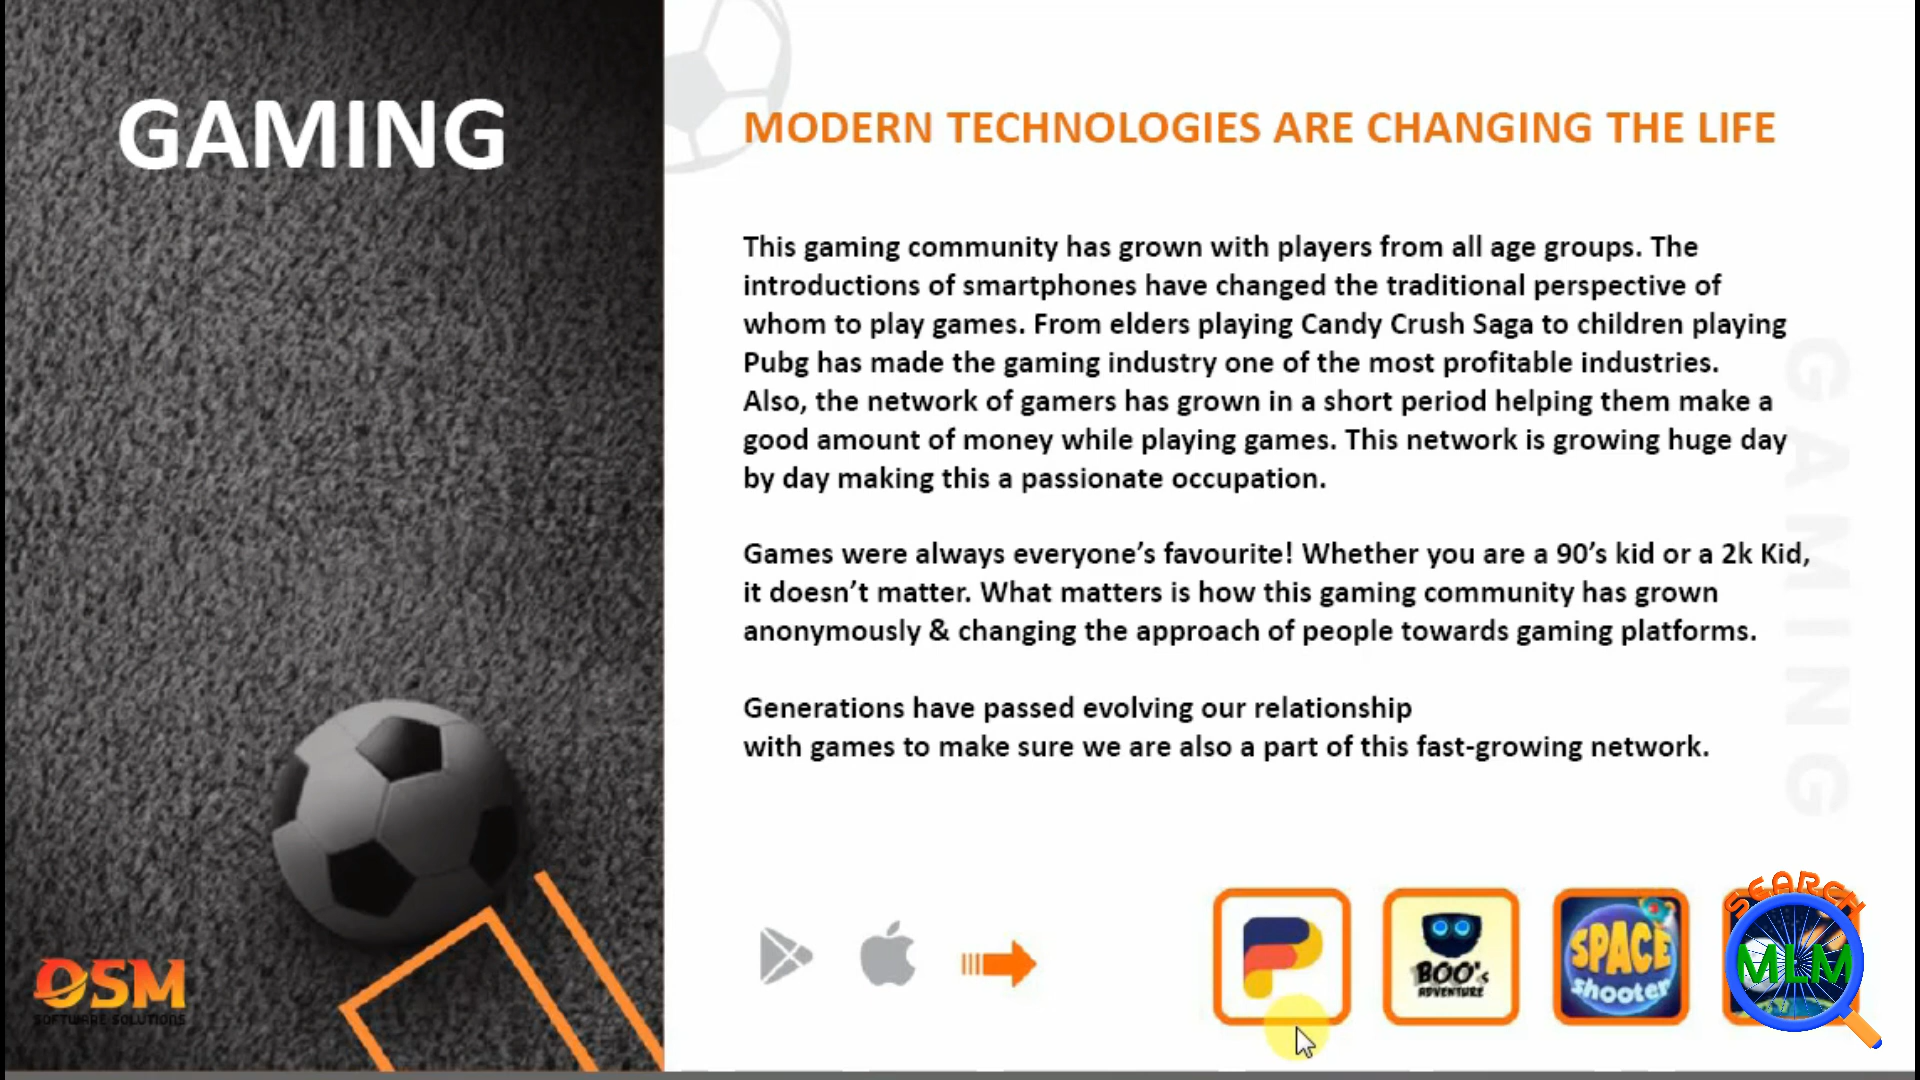 GAMING
MODERN TECHNOLOGIES ARE CHANGING THE LIFE
This gaming community has grown with players from all age groups. The
introductions of smartphones have changed the traditional perspective of
whom to play games. From elders playing Candy Crush Saga to children playing
Pubg has made the gaming industry one of the most profitable industries.
Also, the network of gamers has grown in a short period helping them make a
good amount of money while playing games. This network is growing huge day
by day making this a passionate occupation.
Games were always everyone’s favourite! Whether you are a 90’s kid or a 2k Kid,
it doesn’t matter. What matters is how this gaming community has grown
anonymously & changing the approach of people towards gaming platforms.
Generations have passed evolving our relationship
with games to make sure we are also a part of this fast-growing network.
GAMING
OSM
SOFTWARE SOLUTIONS
BOO's
ADVENTURE
SPACE
shooter
SEARCH
MLM